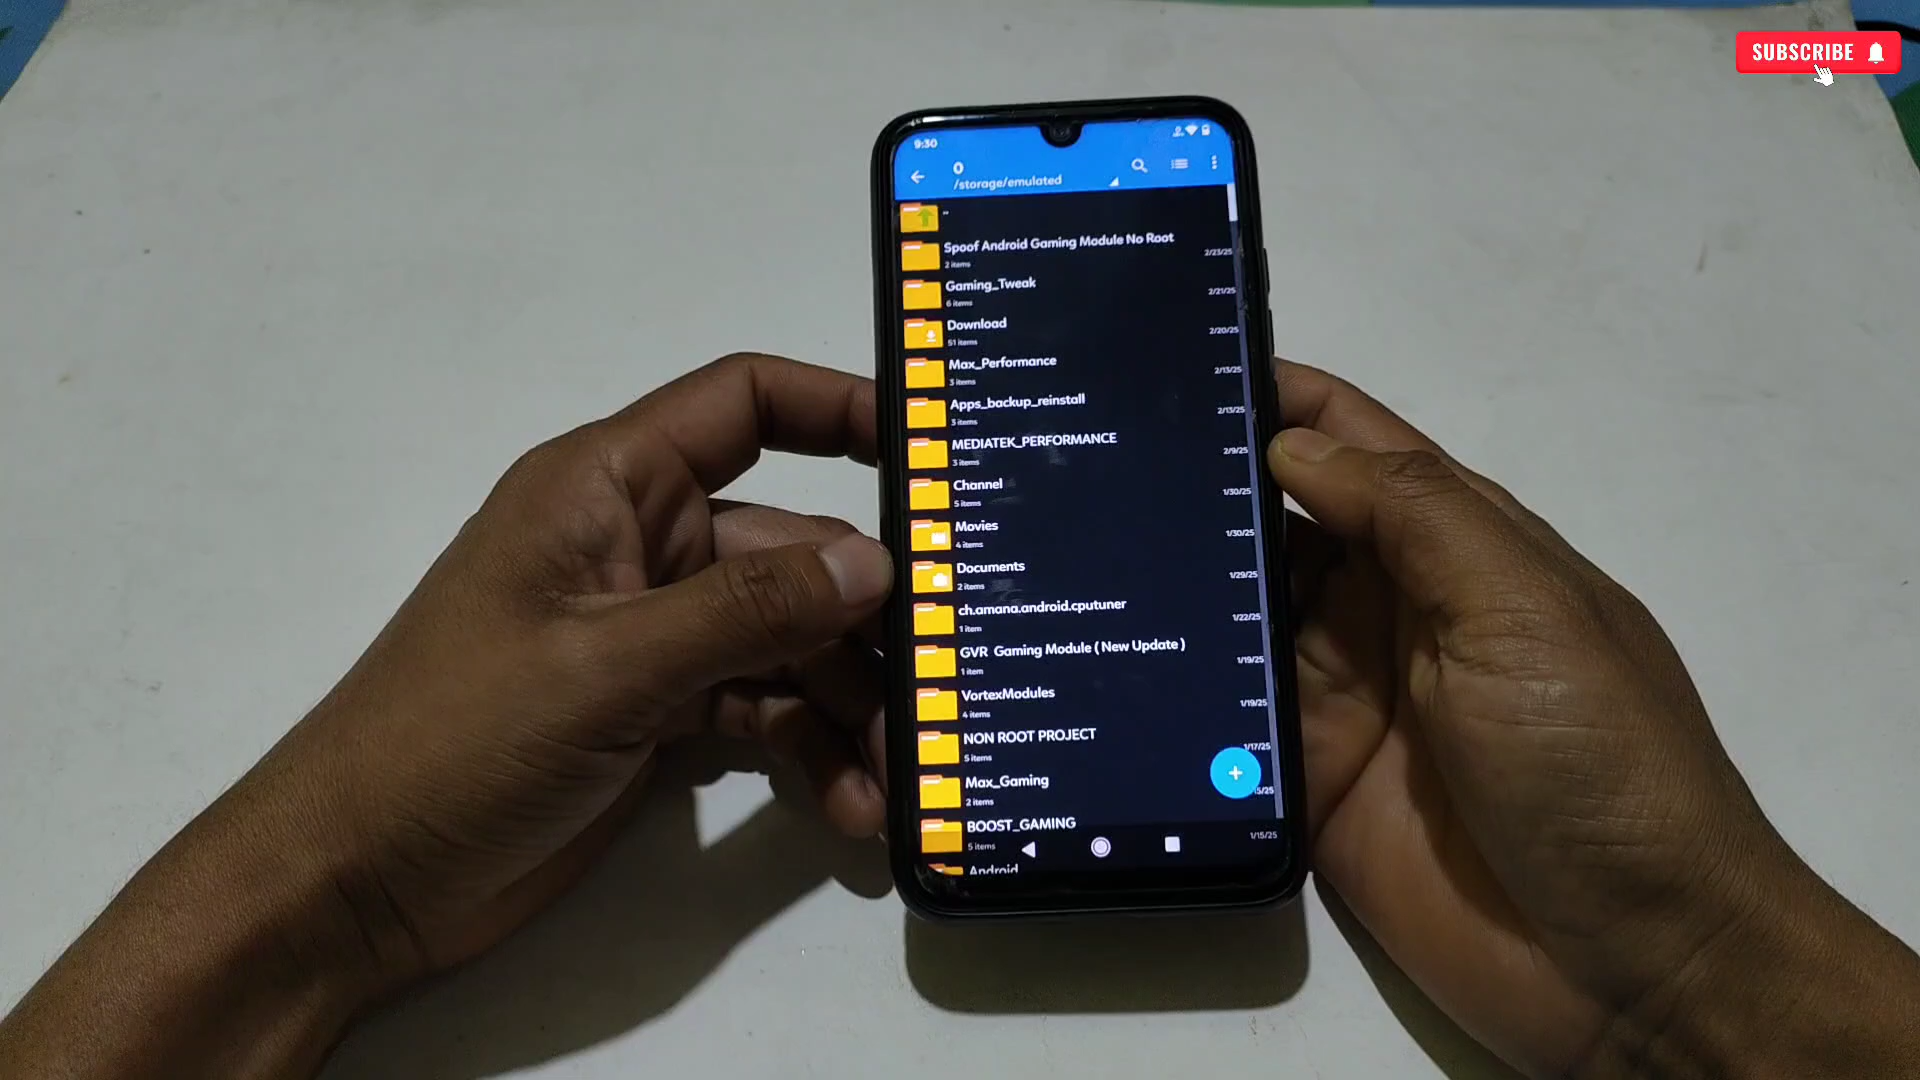 SUBSCRIBE
9:30
0
/storage/emulated
..
Spoof Android Gaming Module No Root
2 items
2/23/25
Gaming_Tweak
6 items
2/21/25
Download
51 items
2/20/25
Max_Performance
3 items
2/13/25
Apps_backup_reinstall
3 items
2/13/25
MEDIATEK_PERFORMANCE
3 items
2/9/25
Channel
5 items
1/30/25
Movies
4 items
1/30/25
Documents
2 items
1/29/25
ch.amana.android.cputuner
1 item
1/22/25
GVR Gaming Module ( New Update )
1 item
1/19/25
VortexModules
4 items
1/19/25
NON ROOT PROJECT
5 items
1/17/25
Max_Gaming
2 items
BOOST_GAMING
5 items
1/15/25
Android